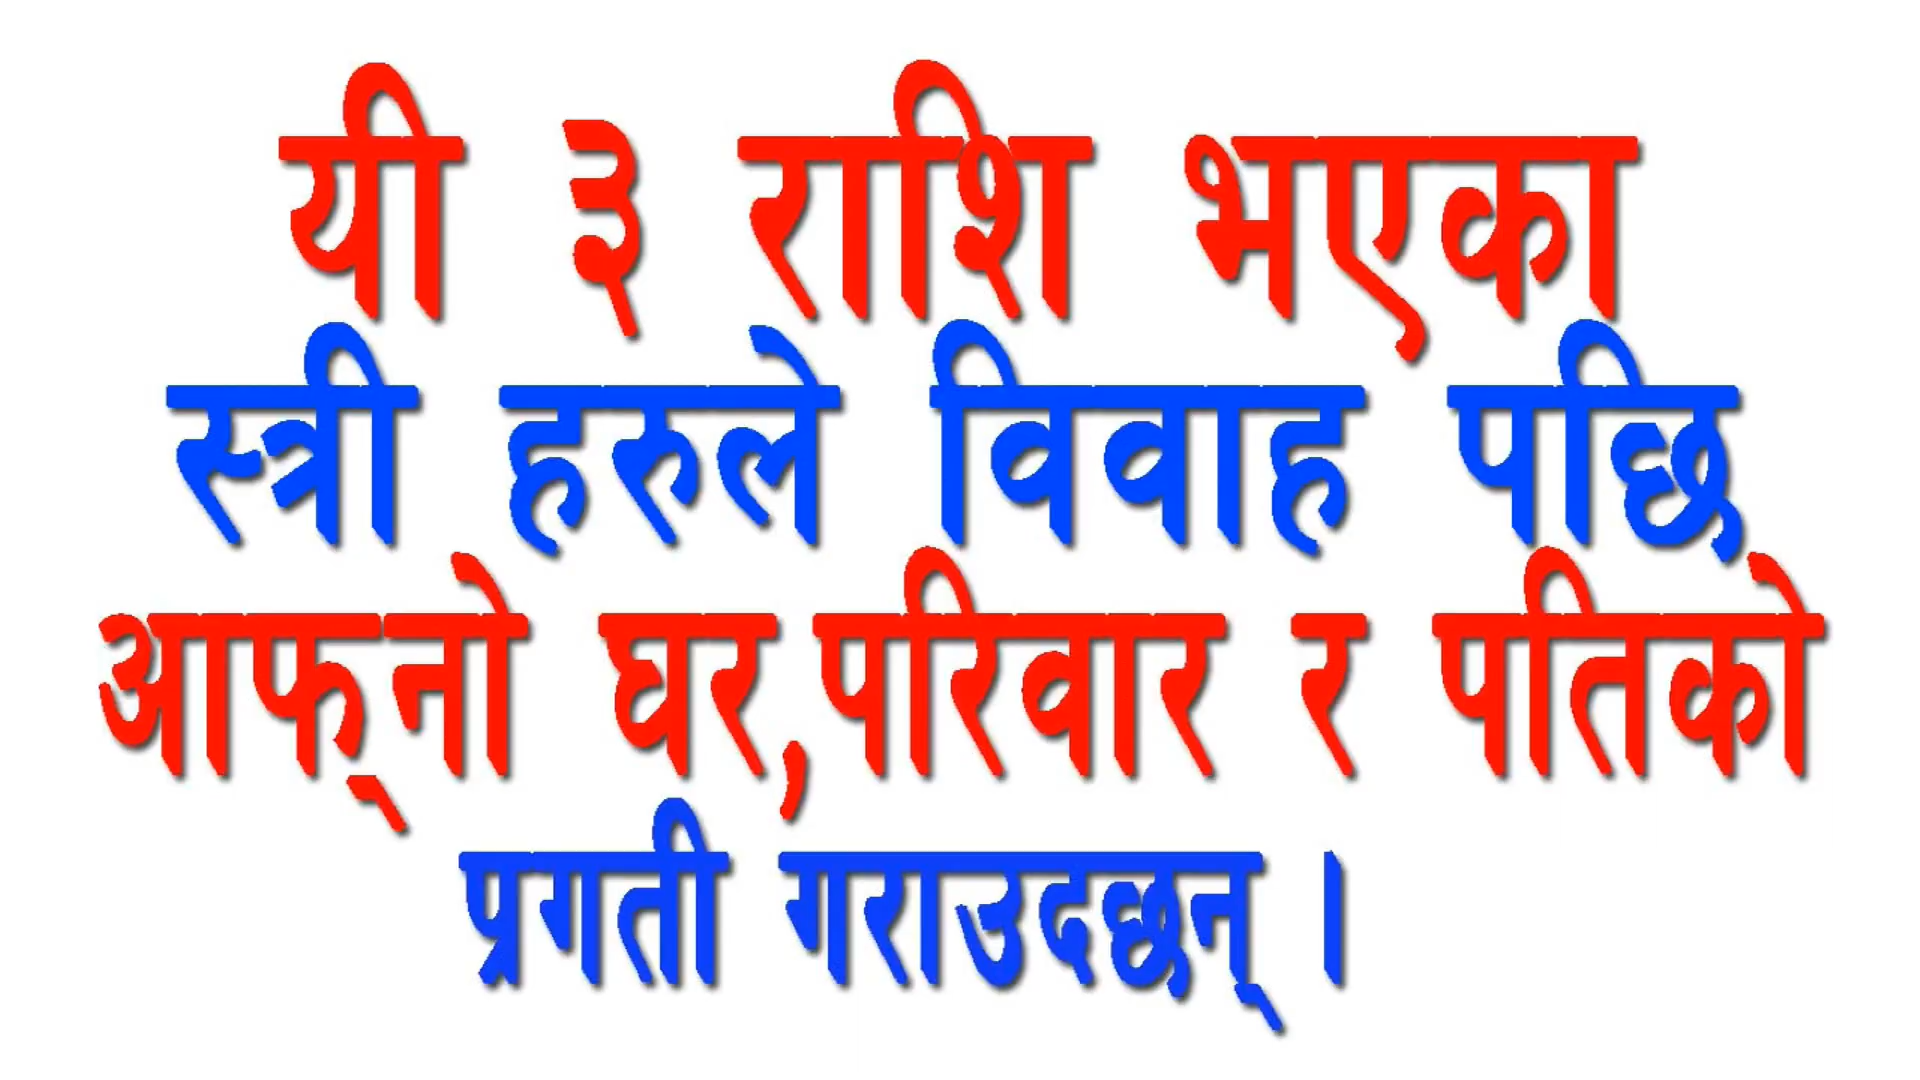 यी ३ राशि भएका
स्त्री हरुले विवाह पछि
आफ्‌नो घर,परिवार र पतिको
प्रगती गराउदछन् ।